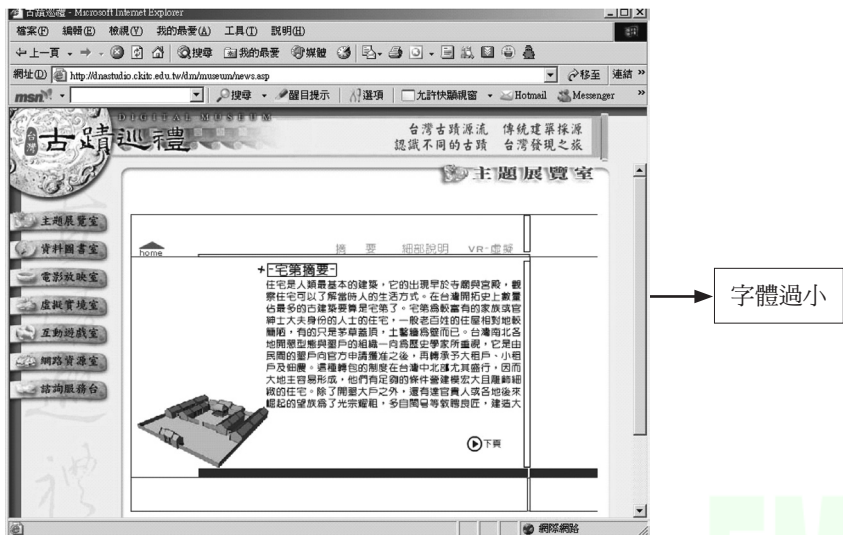 古蹟巡禮 - Microsoft Internet Explorer
檔案(F) 編輯(E) 檢視(V) 我的最愛(A) 工具(T) 說明(H)
上一頁 搜尋 我的最愛 媒體
網址(D) http://dnastudio.ckitc.edu.tw/dm/museum/news.asp 移至 連結 »
msn 搜尋 醒目提示 選項 允許快顯視窗 Hotmail Messenger »
DIGITAL MUSEUM
台灣古蹟巡禮
台灣古蹟源流 傳統建築採源
認識不同的古蹟 台灣發現之旅
主題展覽室
主題展覽室
資料圖書室
電影放映室
虛擬實境室
互動遊戲室
網路資源室
諮詢服務台
home
摘 要 細部說明 VR-虛擬
+-宅第摘要-
住宅是人類最基本的建築，它的出現早於寺廟與宮殿，觀
察住宅可以了解當時人的生活方式。在台灣開拓史上數量
佔最多的古建築要算是宅第了。宅第為較富有的家族或官
紳士大夫身份的人士的住宅，一般老百姓的住屋相對地較
簡陋，有的只是茅草蓋頂，土墼牆為壁而已。台灣南北各
地開墾型態與墾戶的組織一向為歷史學家所重視，它是由
民間的墾戶向官方申請獲准之後，再轉承予大租戶、小租
戶及佃農。這種轉包的制度在台灣中北部尤其盛行，因而
大地主容易形成，他們有足夠的條件營建模宏大且雕飾細
緻的住宅。除了開墾大戶之外，還有達官貴人或各地後來
崛起的望族為了光宗耀祖，多自閩粵等敦聘良匠，建造大
下頁
網際網路
字體過小